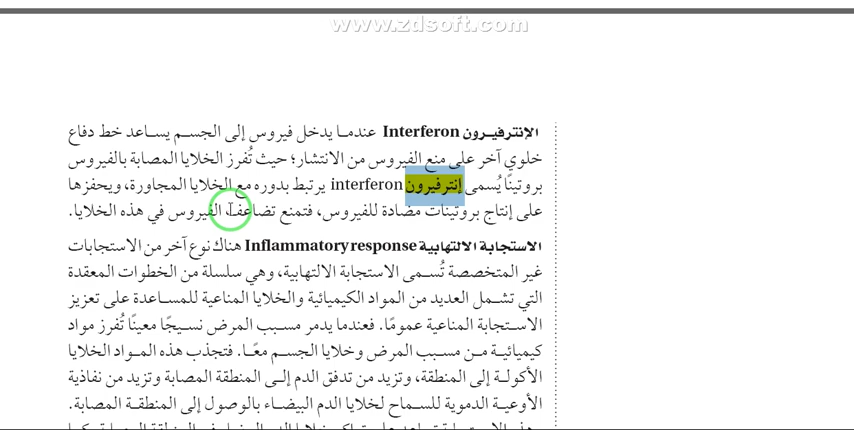 www.zdsoft.com
الإنترفيرون Interferon عندما يدخل فيروس إلى الجسم يساعد خط دفاع
خلوي آخر على منع الفيروس من الانتشار؛ حيث تُفرز الخلايا المصابة بالفيروس
بروتينًا يُسمى إنترفيرون interferon يرتبط بدوره مع الخلايا المجاورة، ويحفزها
على إنتاج بروتينات مضادة للفيروس، فتمنع تضاعف الفيروس في هذه الخلايا.
الاستجابة الالتهابية Inflammatory response هناك نوع آخر من الاستجابات
غير المتخصصة تُسمى الاستجابة الالتهابية، وهي سلسلة من الخطوات المعقدة
التي تشمل العديد من المواد الكيميائية والخلايا المناعية للمساعدة على تعزيز
الاستجابة المناعية عمومًا. فعندما يدمر مسبب المرض نسيجًا معينًا تُفرز مواد
كيميائية من مسبب المرض وخلايا الجسم معًا. فتجذب هذه المواد الخلايا
الأكولة إلى المنطقة، وتزيد من تدفق الدم إلى المنطقة المصابة وتزيد من نفاذية
الأوعية الدموية للسماح لخلايا الدم البيضاء بالوصول إلى المنطقة المصابة.